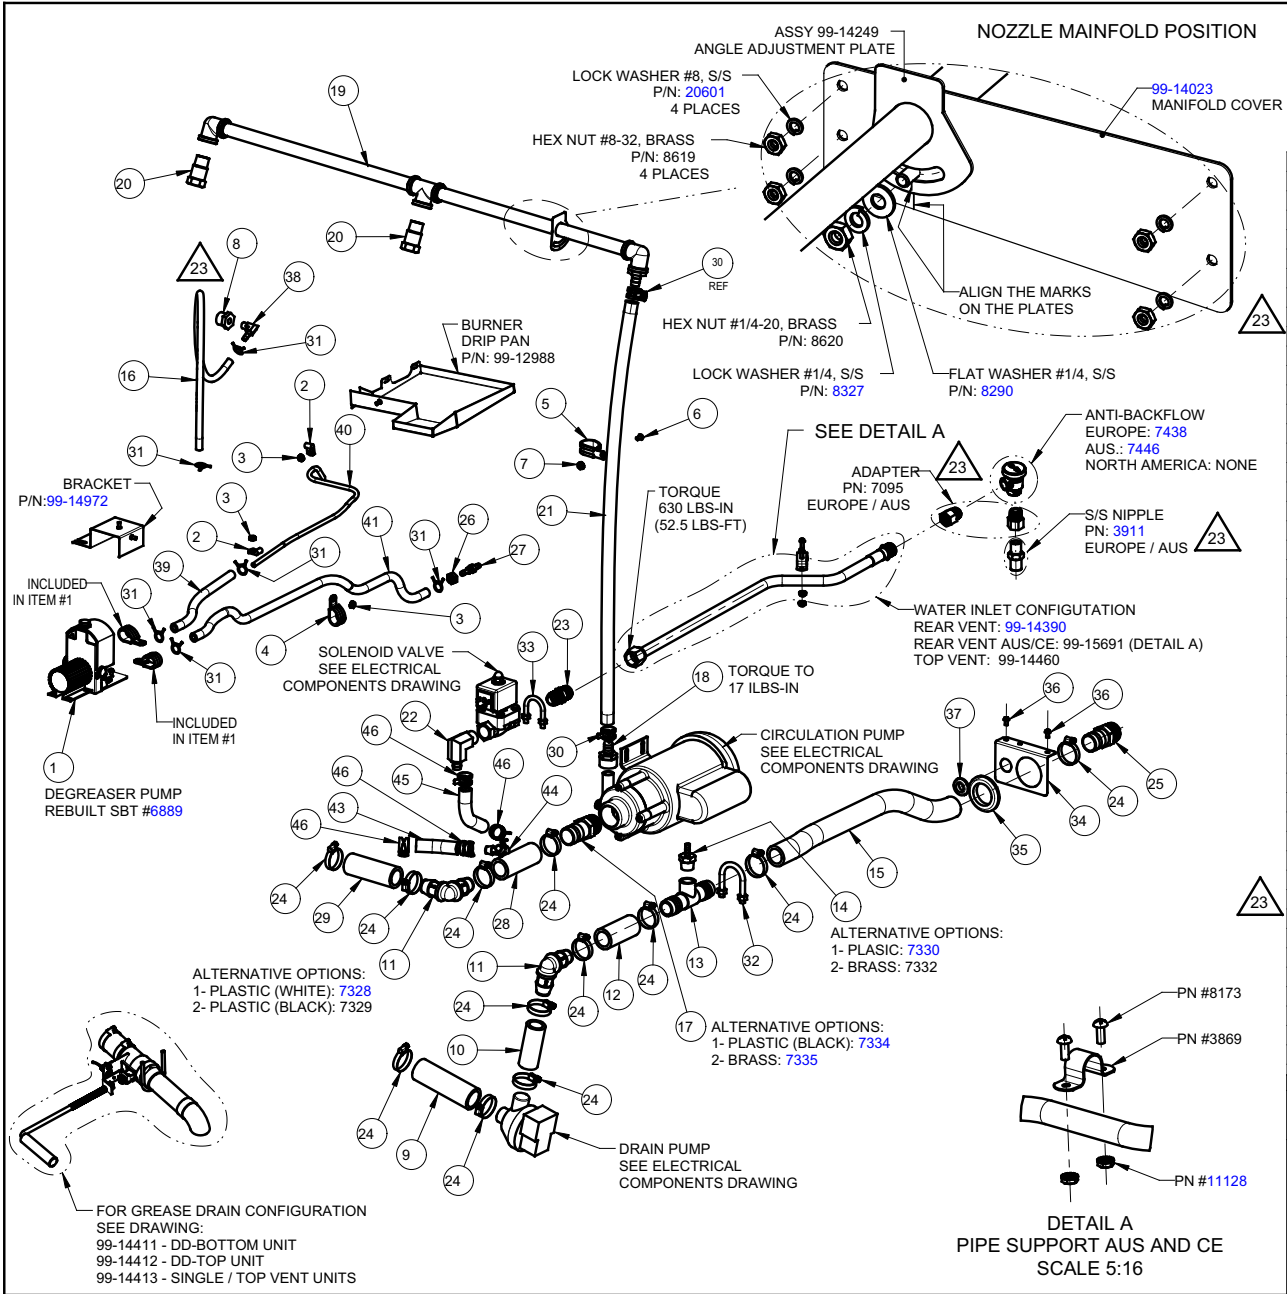 NOZZLE MAINFOLD POSITION
ASSY 99-14249
ANGLE ADJUSTMENT PLATE
LOCK WASHER #8, S/S
P/N: 20601
4 PLACES
HEX NUT #8-32, BRASS
P/N: 8619
4 PLACES
99-14023
MANIFOLD COVER
ALIGN THE MARKS
ON THE PLATES
23
HEX NUT #1/4-20, BRASS
P/N: 8620
LOCK WASHER #1/4, S/S
P/N: 8327
FLAT WASHER #1/4, S/S
P/N: 8290
19
20
20
30
REF
23
8
38
31
16
31
BURNER
DRIP PAN
P/N: 99-12988
2
3
40
5
6
7
21
SEE DETAIL A
TORQUE
630 LBS-IN
(52.5 LBS-FT)
ADAPTER
PN: 7095
EUROPE / AUS
23
ANTI-BACKFLOW
EUROPE: 7438
AUS.: 7446
NORTH AMERICA: NONE
S/S NIPPLE
PN: 3911
EUROPE / AUS
23
WATER INLET CONFIGUTATION
REAR VENT: 99-14390
REAR VENT AUS/CE: 99-15691 (DETAIL A)
TOP VENT: 99-14460
BRACKET
P/N:99-14972
3
2
31
41
31
26
27
39
INCLUDED
IN ITEM #1
31
31
4
3
INCLUDED
IN ITEM #1
1
DEGREASER PUMP
REBUILT SBT #6889
SOLENOID VALVE
SEE ELECTRICAL
COMPONENTS DRAWING
33
23
18
TORQUE TO
17 ILBS-IN
22
46
30
CIRCULATION PUMP
SEE ELECTRICAL
COMPONENTS DRAWING
37
36
36
25
24
34
35
15
46
45
46
43
44
46
24
29
24
11
24
28
24
ALTERNATIVE OPTIONS:
1- PLASTIC (WHITE): 7328
2- PLASTIC (BLACK): 7329
14
24
32
13
24
12
24
11
17
ALTERNATIVE OPTIONS:
1- PLASIC: 7330
2- BRASS: 7332
ALTERNATIVE OPTIONS:
1- PLASTIC (BLACK): 7334
2- BRASS: 7335
23
24
10
24
24
9
24
DRAIN PUMP
SEE ELECTRICAL
COMPONENTS DRAWING
FOR GREASE DRAIN CONFIGURATION
SEE DRAWING:
99-14411 - DD-BOTTOM UNIT
99-14412 - DD-TOP UNIT
99-14413 - SINGLE / TOP VENT UNITS
PN #8173
PN #3869
PN #11128
DETAIL A
PIPE SUPPORT AUS AND CE
SCALE 5:16